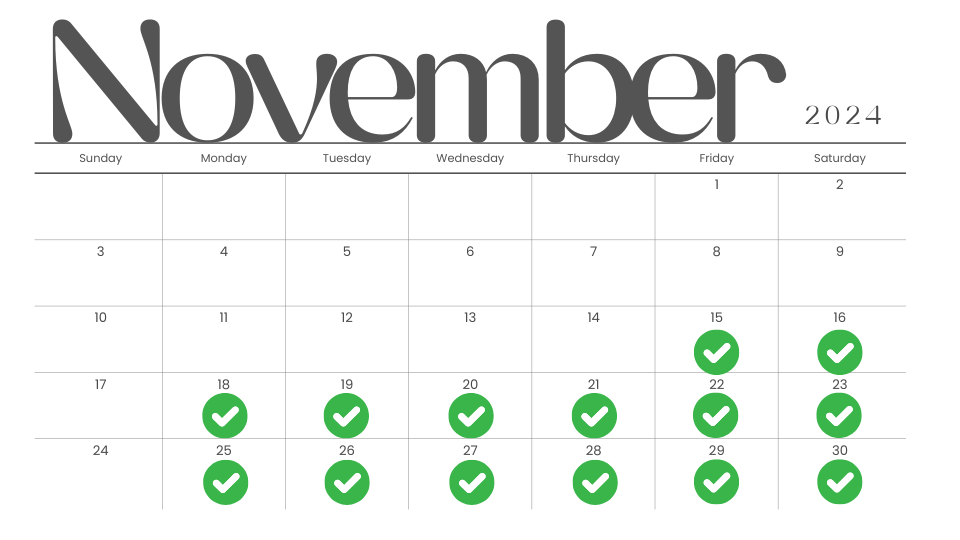 November 2024
Sunday Monday Tuesday Wednesday Thursday Friday Saturday
1 2
3 4 5 6 7 8 9
10 11 12 13 14 15 16
17 18 19 20 21 22 23
24 25 26 27 28 29 30